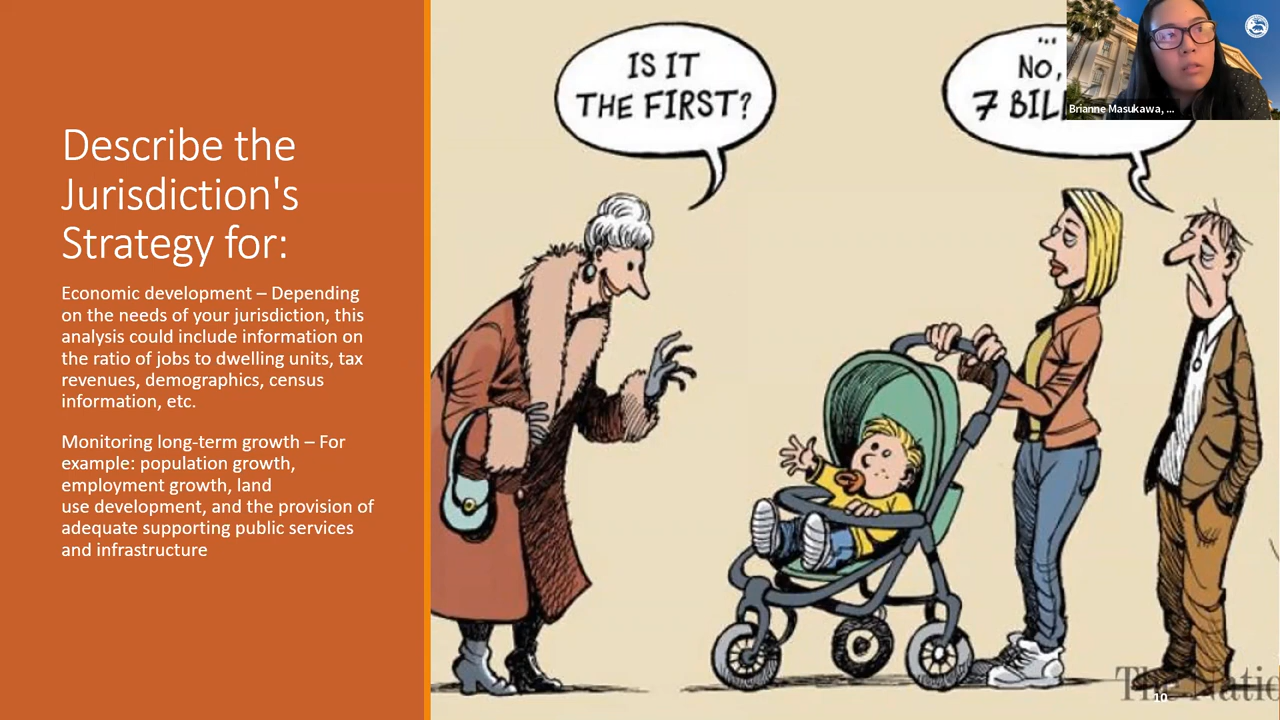 Describe the
Jurisdiction's
Strategy for:
Economic development – Depending
on the needs of your jurisdiction, this
analysis could include information on
the ratio of jobs to dwelling units, tax
revenues, demographics, census
information, etc.
Monitoring long-term growth – For
example: population growth,
employment growth, land
use development, and the provision of
adequate supporting public services
and infrastructure
IS IT
THE FIRST?
...
NO,
7
Brianne Masukawa, ...
The
10